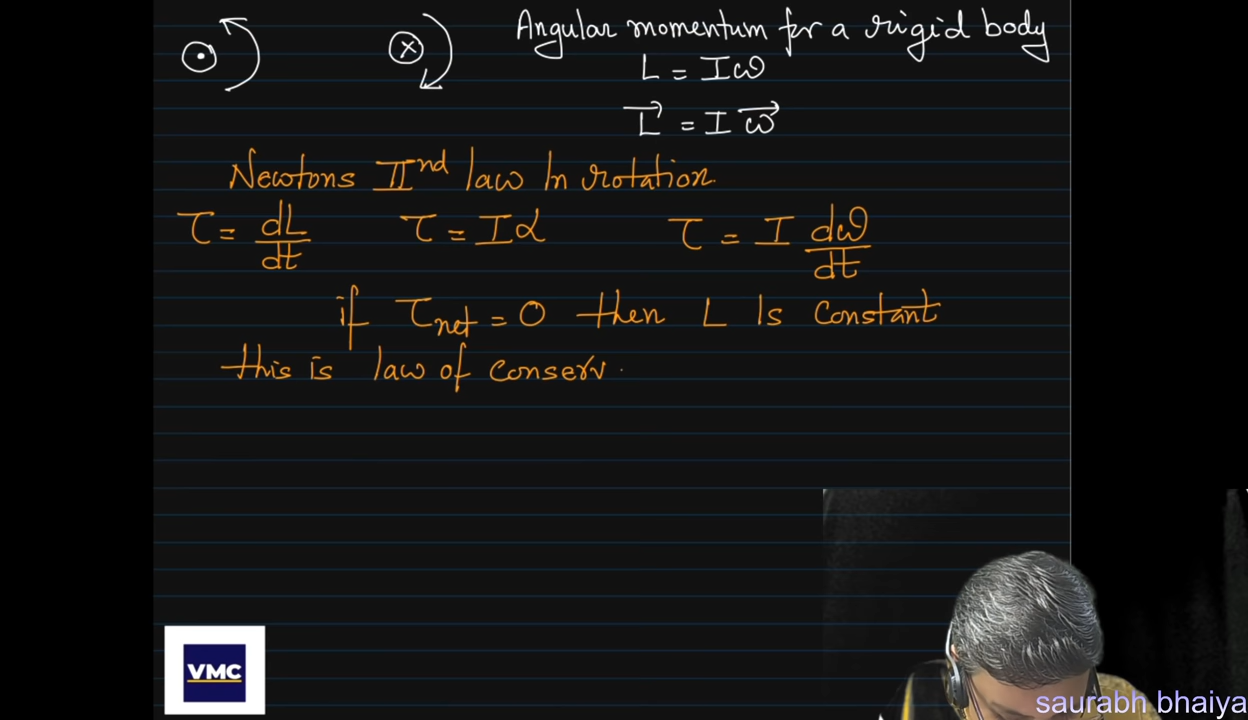 Angular momentum for a rigid body
L = Iω
L⃗ = I ω⃗
Newtons IInd law In rotation
τ = dL/dt τ = Iα τ = I dω/dt
if τnet = 0 then L Is constant
this is law of conserv
VMC
saurabh bhaiya